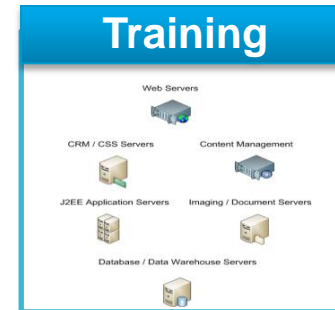 Training
Web Servers
CRM / CSS Servers
Content Management
J2EE Application Servers
Imaging / Document Servers
Database / Data Warehouse Servers